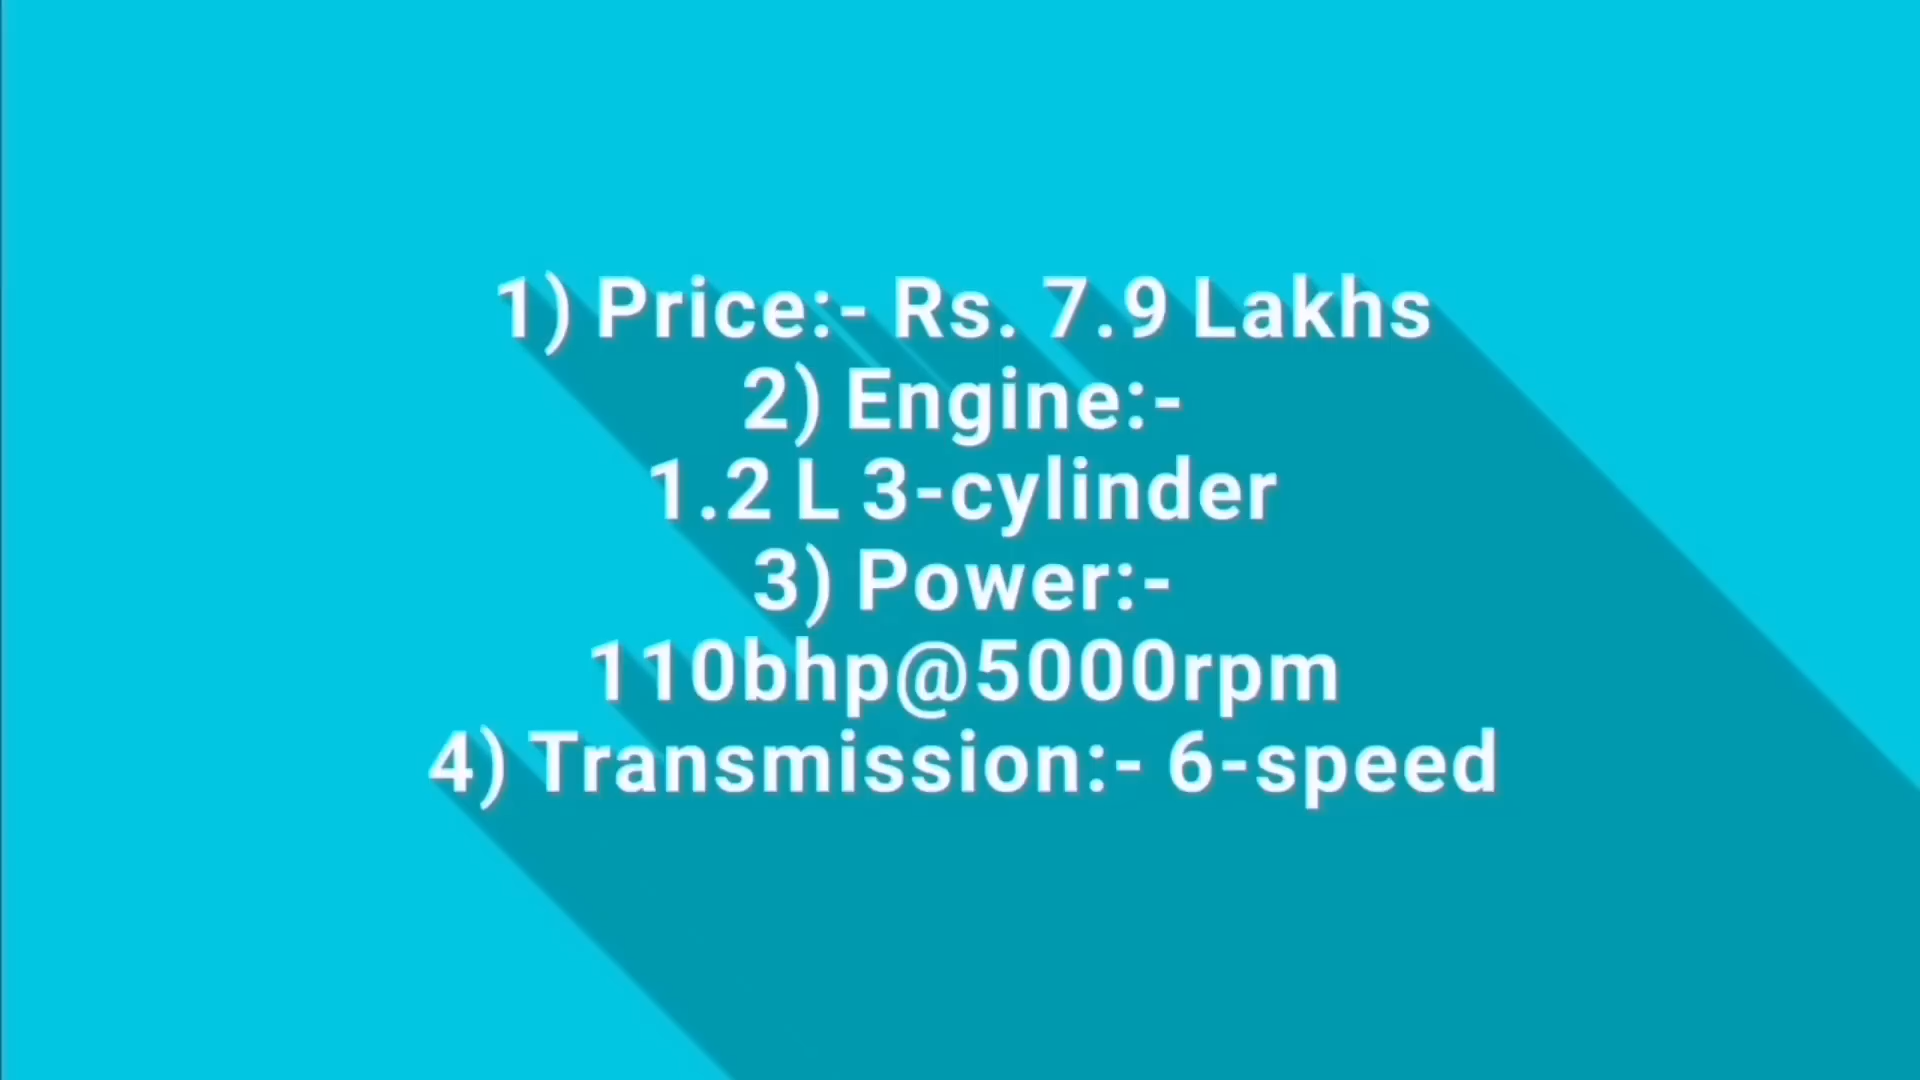 1) Price:- Rs. 7.9 Lakhs
2) Engine:-
1.2 L 3-cylinder
3) Power:-
110bhp@5000rpm
4) Transmission:- 6-speed